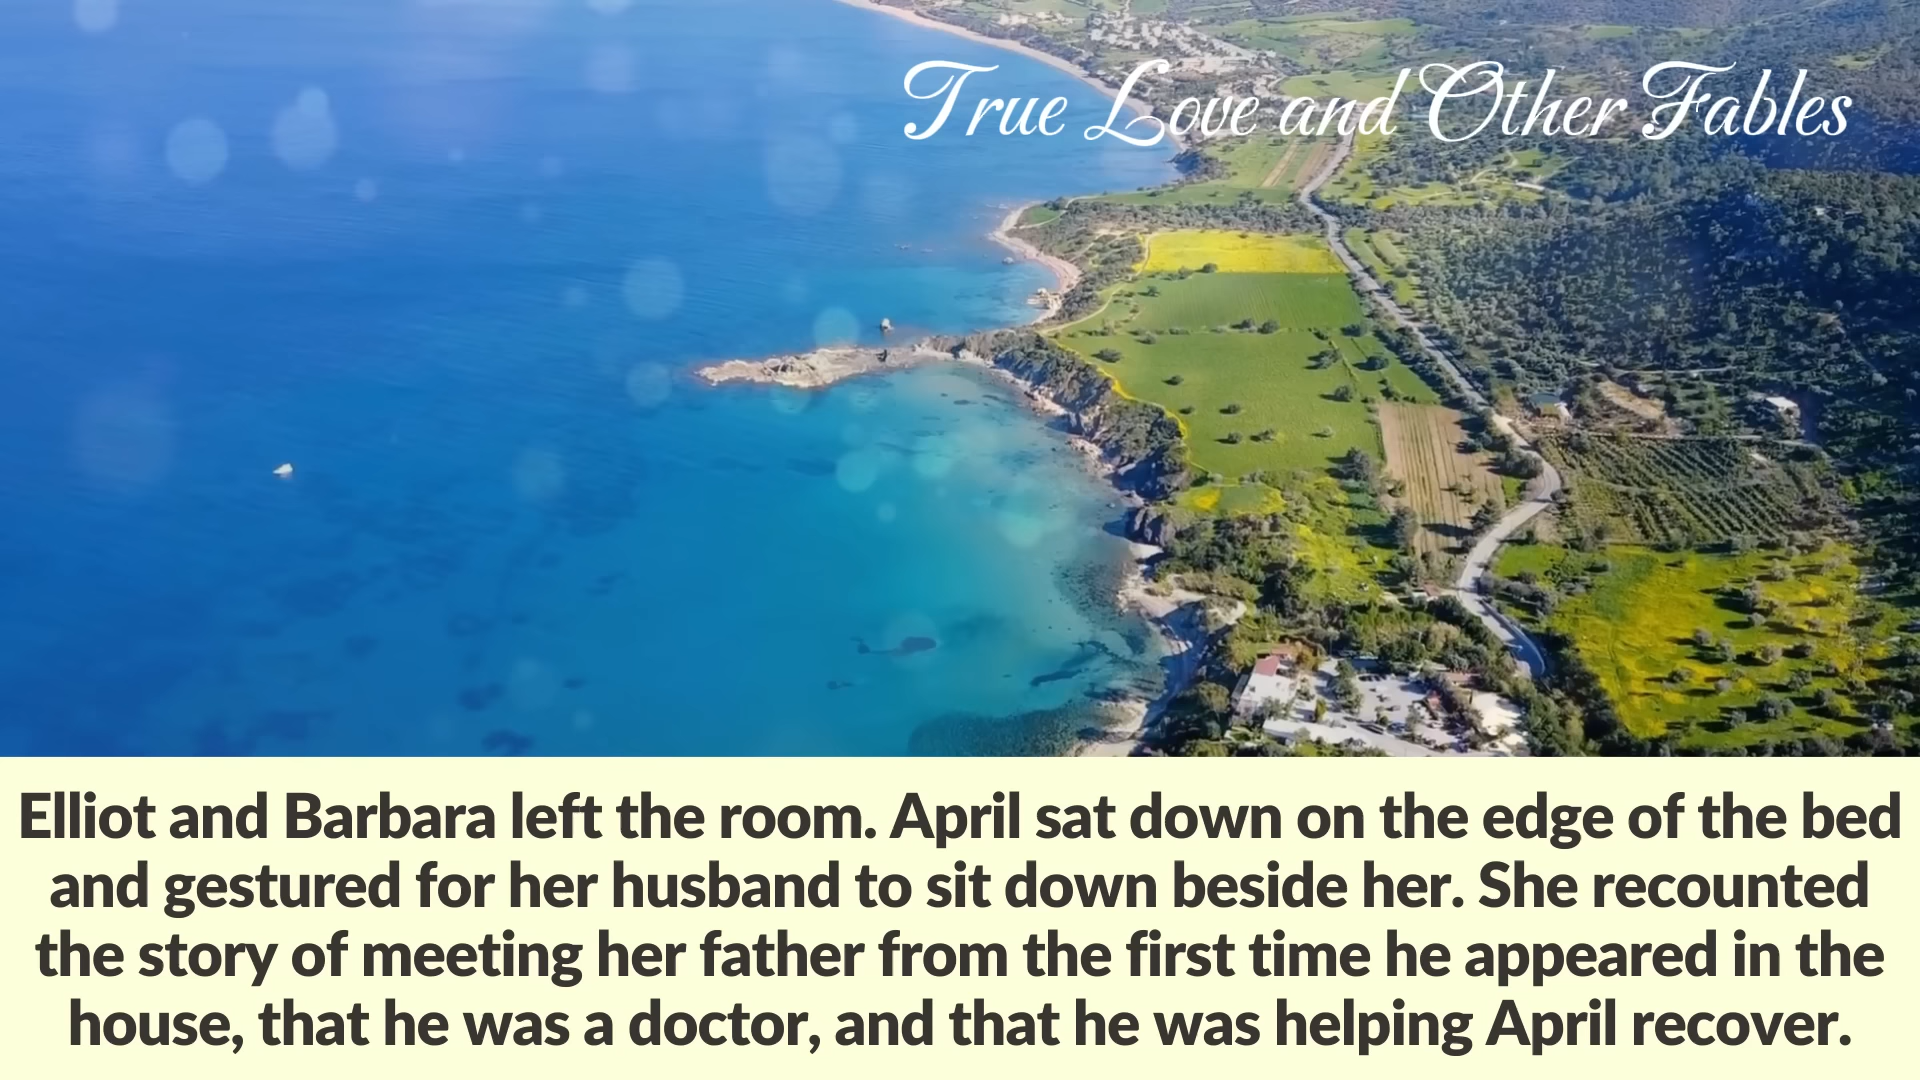 True Love and Other Fables
Elliot and Barbara left the room. April sat down on the edge of the bed
and gestured for her husband to sit down beside her. She recounted
the story of meeting her father from the first time he appeared in the
house, that he was a doctor, and that he was helping April recover.